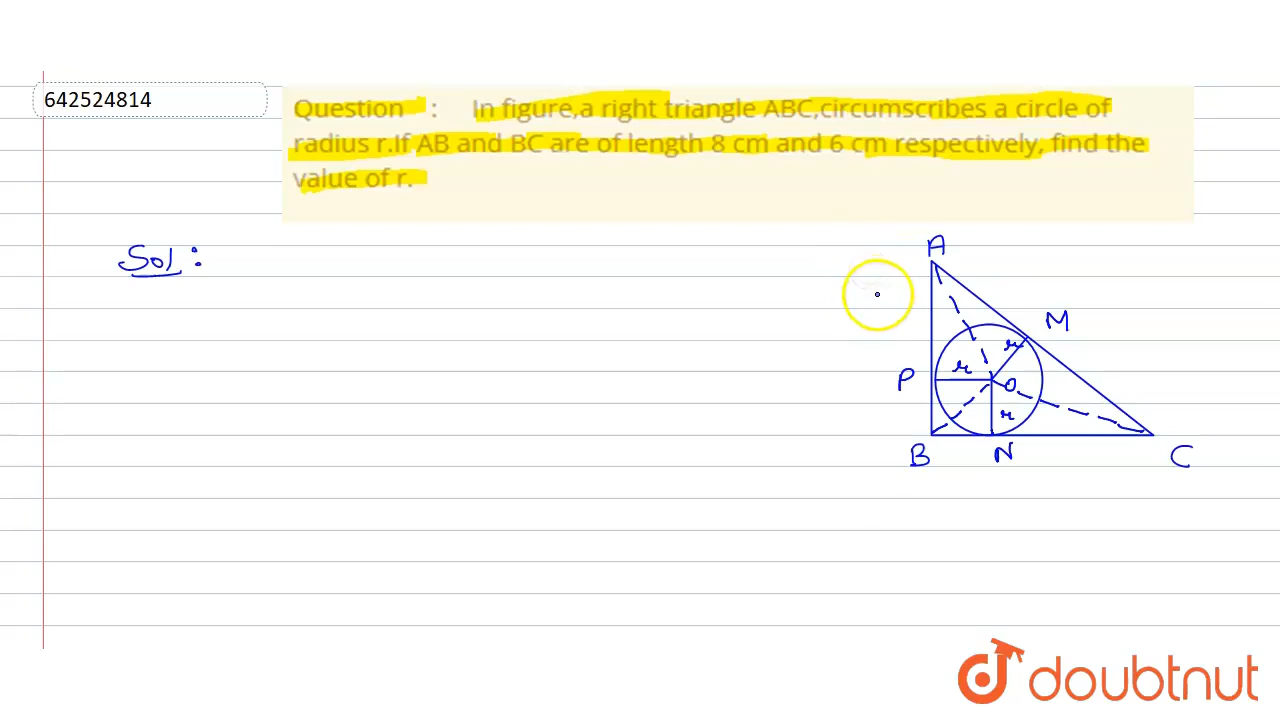 642524814
Question : In figure,a right triangle ABC,circumscribes a circle of
radius r.If AB and BC are of length 8 cm and 6 cm respectively, find the
value of r.
Sol :
A
M
r
P
r
O
r
B
N
C
doubtnut